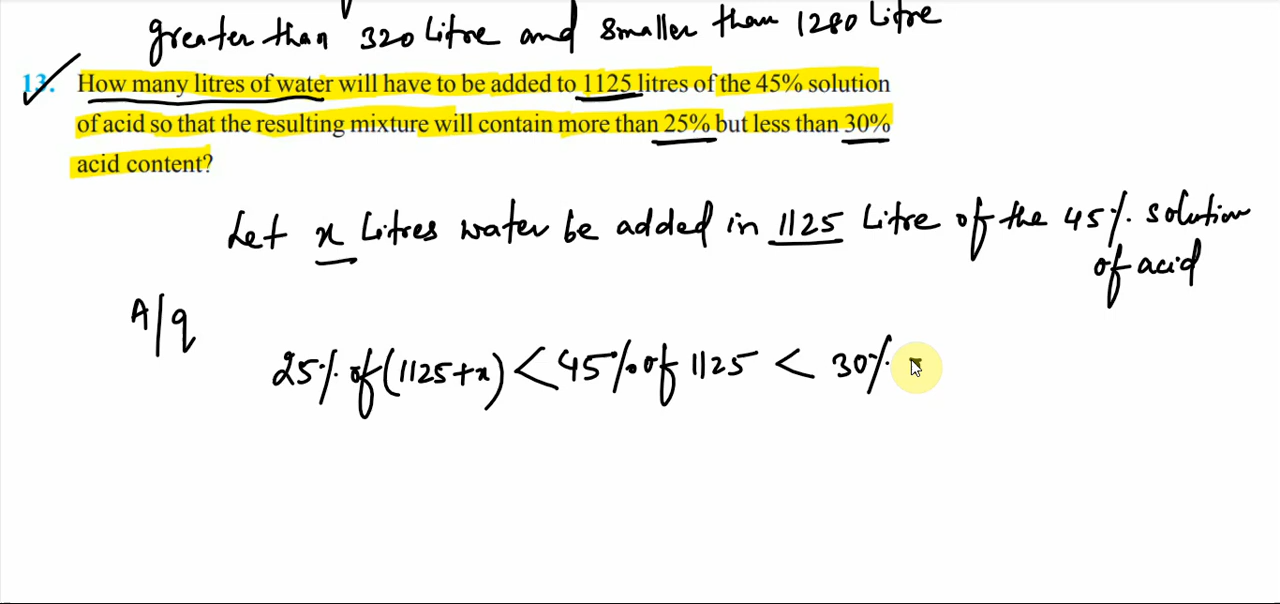 greater than 320 Litre and smaller than 1280 Litre
13. How many litres of water will have to be added to 1125 litres of the 45% solution
of acid so that the resulting mixture will contain more than 25% but less than 30%
acid content?
Let x Litres water be added in 1125 Litre of the 45% solution
of acid
A/q
25% of (1125+x) < 45% of 1125 < 30%